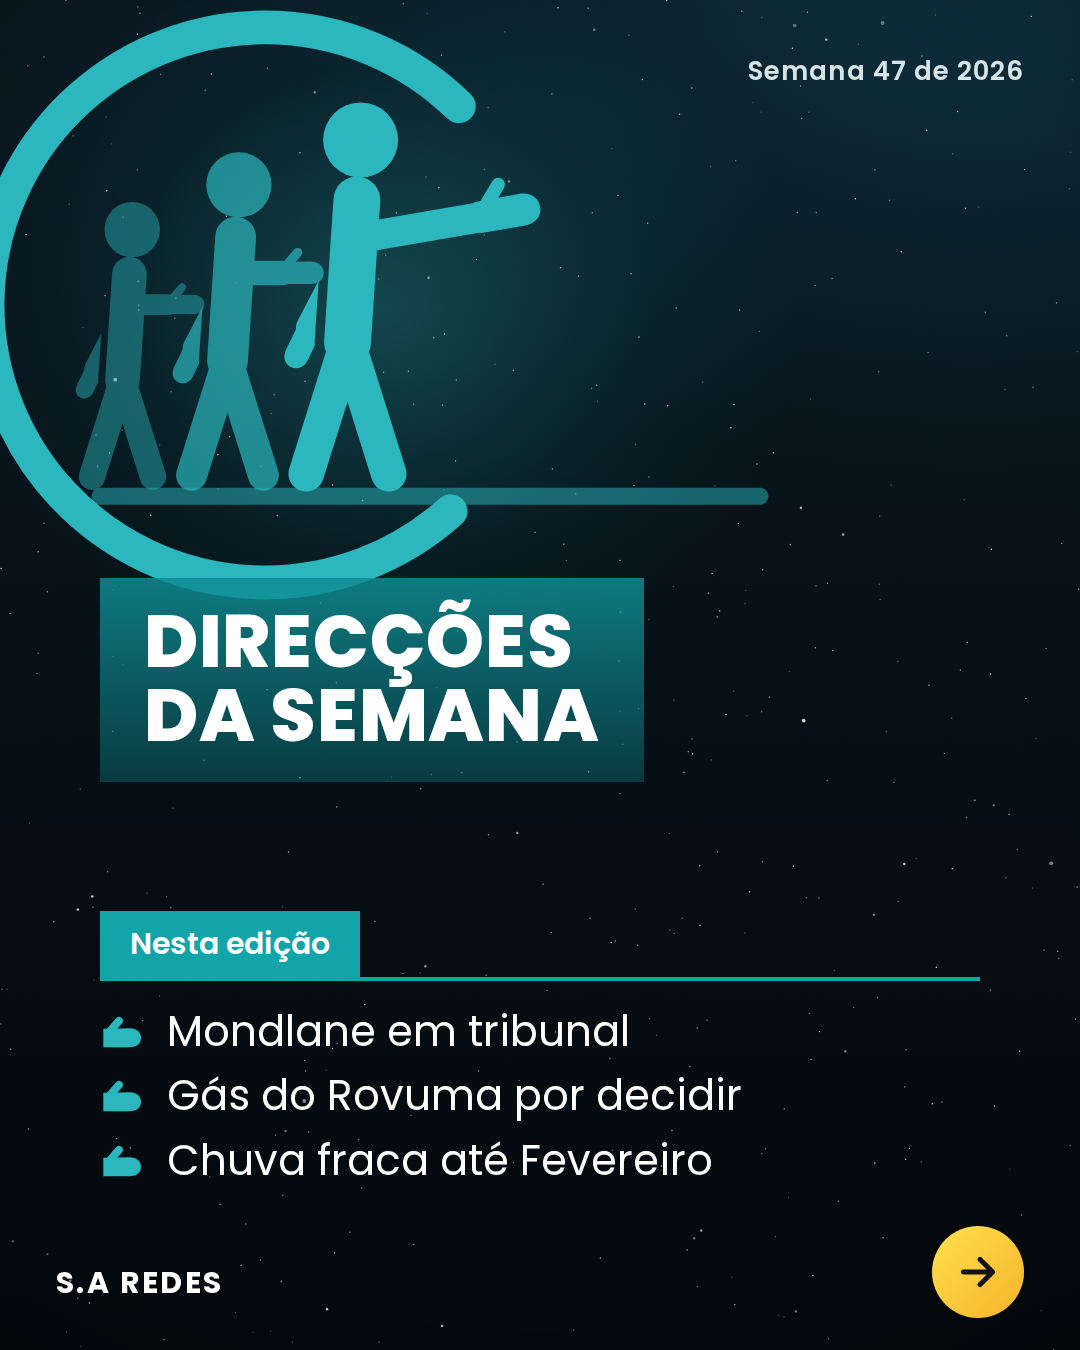 Semana 47 de 2026
DIRECÇÕES
DA SEMANA
Nesta edição
Mondlane em tribunal
Gás do Rovuma por decidir
Chuva fraca até Fevereiro
S.A REDES